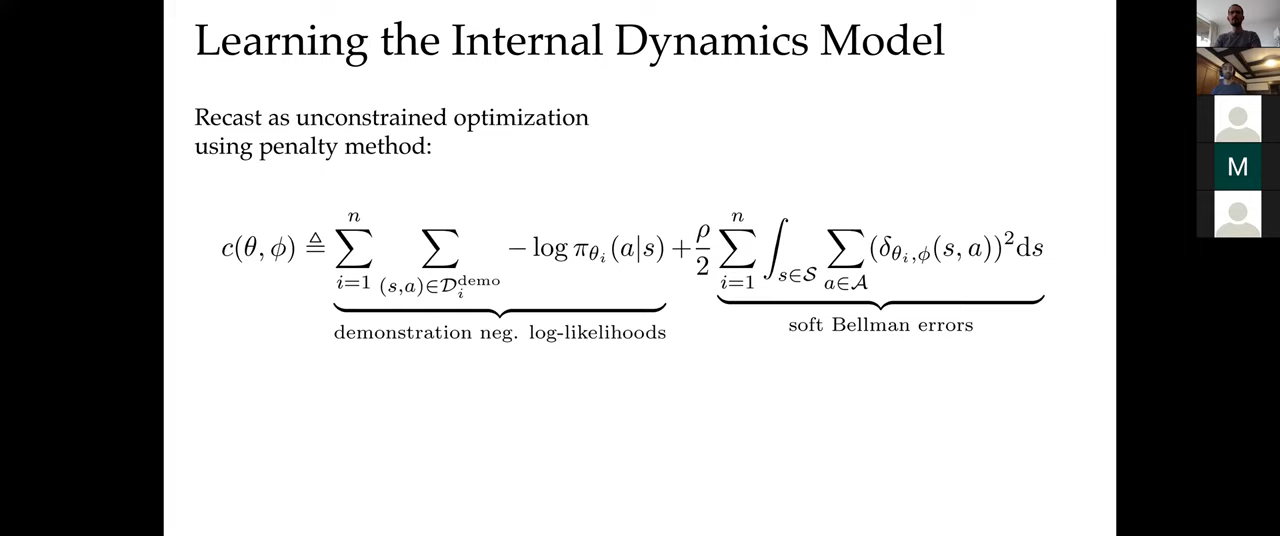 Learning the Internal Dynamics Model
Recast as unconstrained optimization
using penalty method:
c(θ, ϕ) ≜ ∑_{i=1}^{n} ∑_{(s,a)∈𝒟_i^{demo}} − log π_{θ_i}(a|s) + ρ/2 ∑_{i=1}^{n} ∫_{s∈𝒮} ∑_{a∈𝒜} (δ_{θ_i,ϕ}(s, a))² ds
demonstration neg. log-likelihoods
soft Bellman errors
M